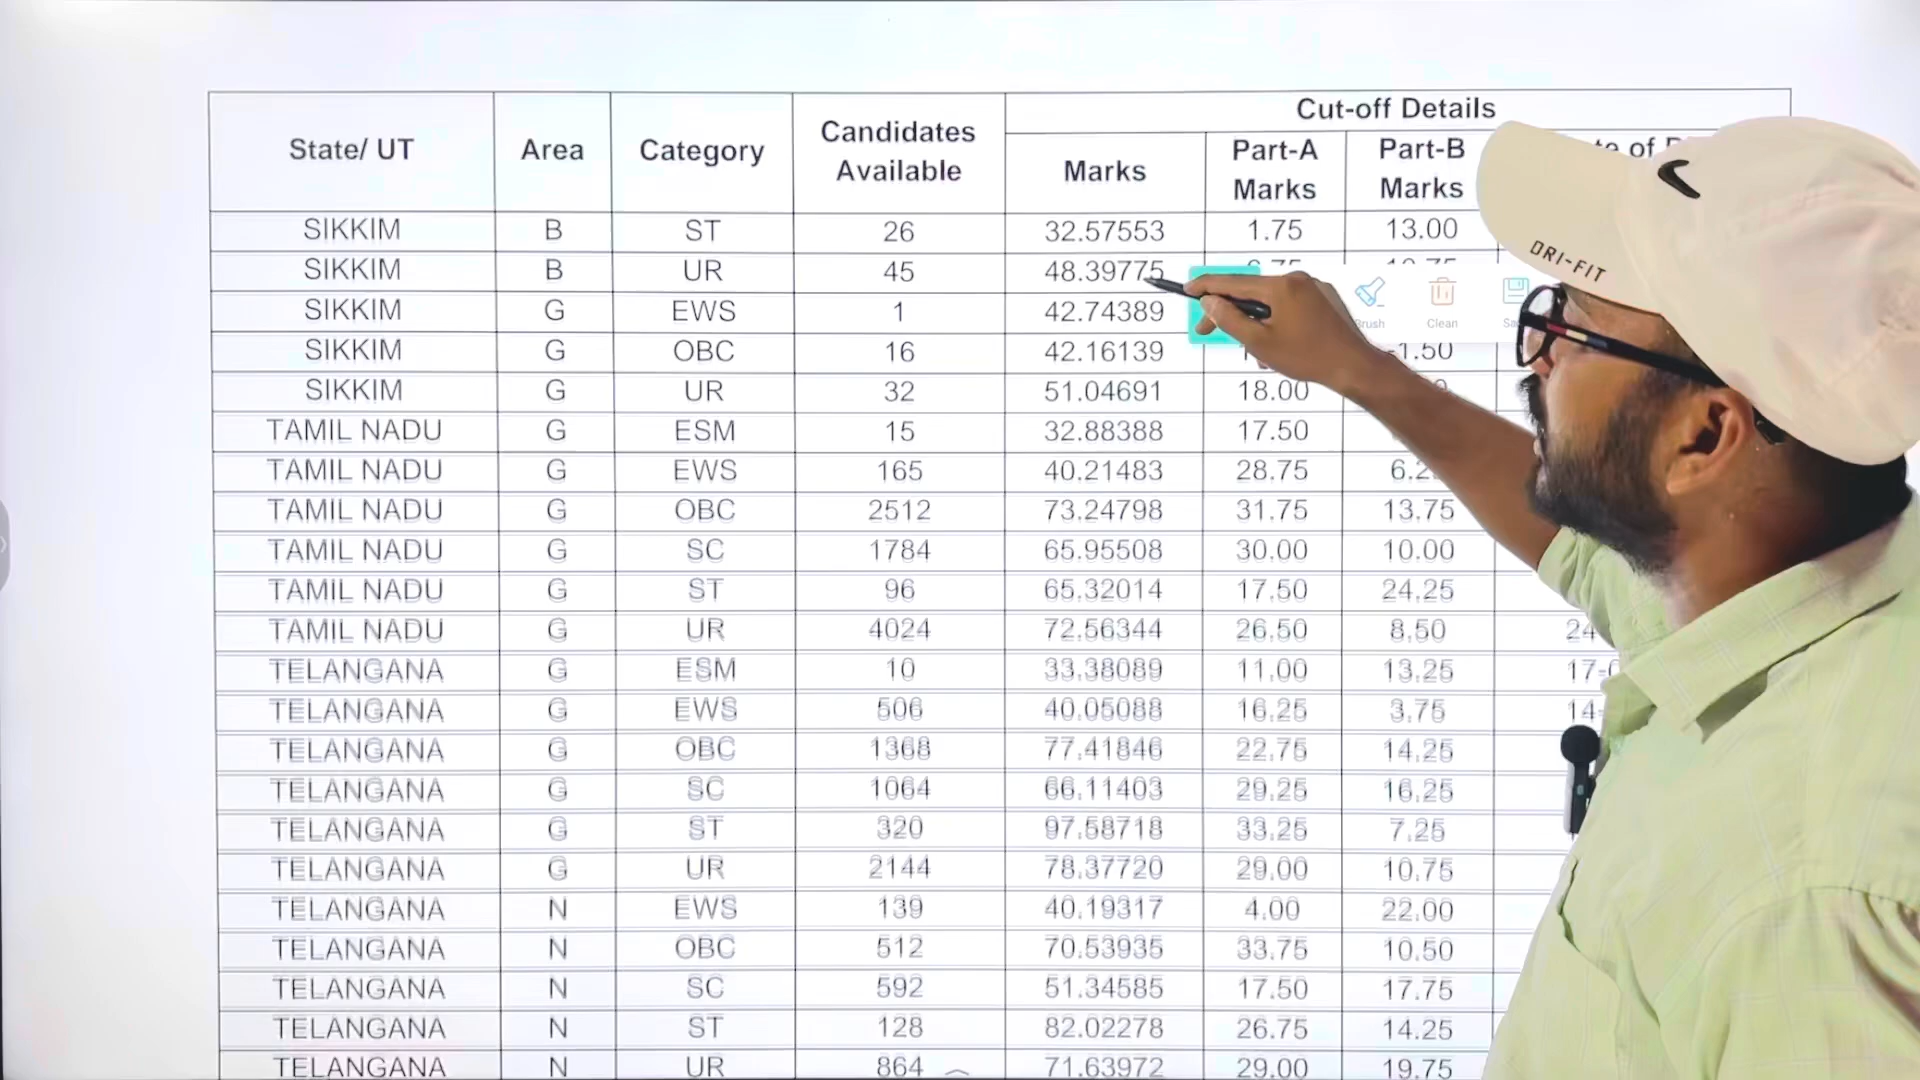 Cut-off Details
State/ UT Area Category Candidates Available Marks Part-A Marks Part-B Marks of
SIKKIM B ST 26 32.57553 1.75 13.00
SIKKIM B UR 45 48.39775
SIKKIM G EWS 1 42.74389
SIKKIM G OBC 16 42.16139 -1.50
SIKKIM G UR 32 51.04691 18.00
TAMIL NADU G ESM 15 32.88388 17.50
TAMIL NADU G EWS 165 40.21483 28.75
TAMIL NADU G OBC 2512 73.24798 31.75 13.75
TAMIL NADU G SC 1784 65.95508 30.00 10.00
TAMIL NADU G ST 96 65.32014 17.50 24.25
TAMIL NADU G UR 4024 72.56344 26.50 8.50 24
TELANGANA G ESM 10 33.38089 11.00 13.25 17-
TELANGANA G EWS 506 40.05088 16.25 3.75 14-
TELANGANA G OBC 1368 77.41846 22.75 14.25
TELANGANA G SC 1064 66.11403 29.25 16.25
TELANGANA G ST 320 97.58718 33.25 7.25
TELANGANA G UR 2144 78.37720 29.00 10.75
TELANGANA N EWS 139 40.19317 4.00 22.00
TELANGANA N OBC 512 70.53935 33.75 10.50
TELANGANA N SC 592 51.34585 17.50 17.75
TELANGANA N ST 128 82.02278 26.75 14.25
TELANGANA N UR 864 71.63972 29.00 19.75
Brush Clean
DRI-FIT